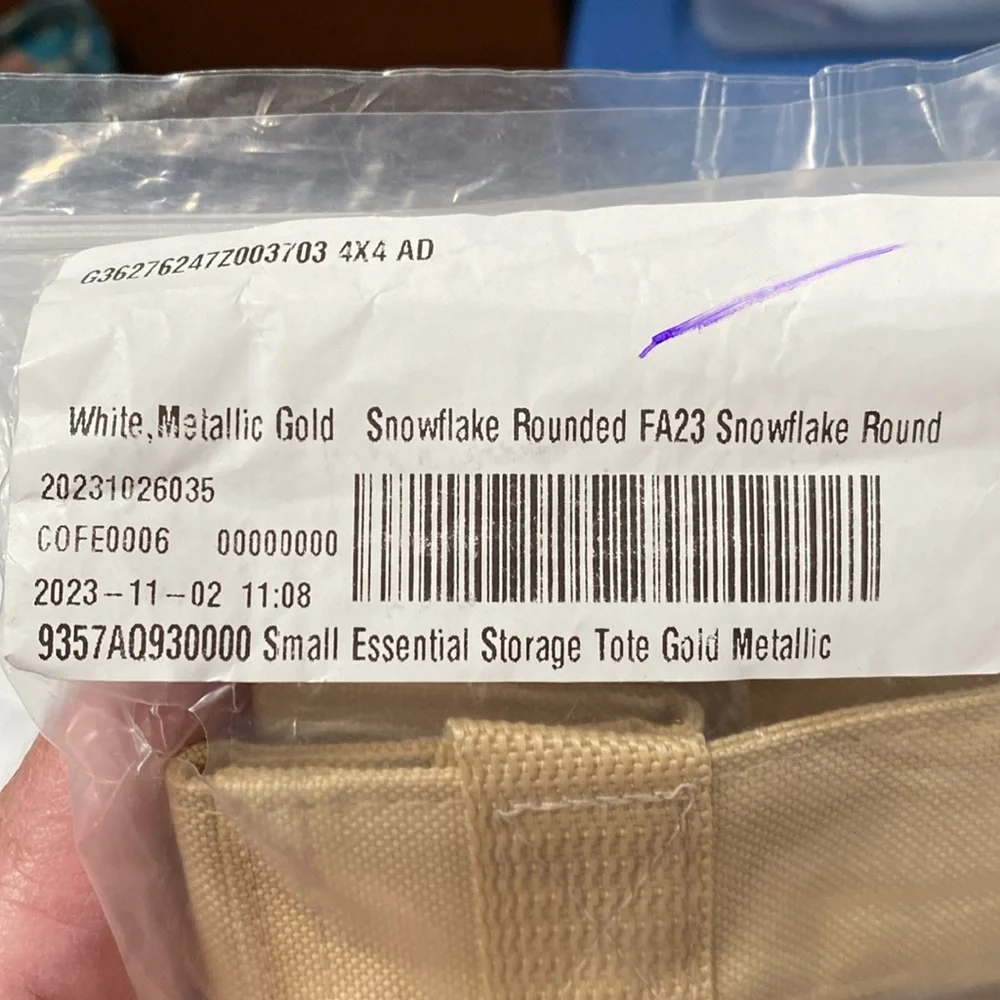 G36276247Z003703 4X4 AD
White,Metallic Gold Snowflake Rounded FA23 Snowflake Round
20231026035
COFE0006 00000000
2023-11-02 11:08
9357AQ930000 Small Essential Storage Tote Gold Metallic